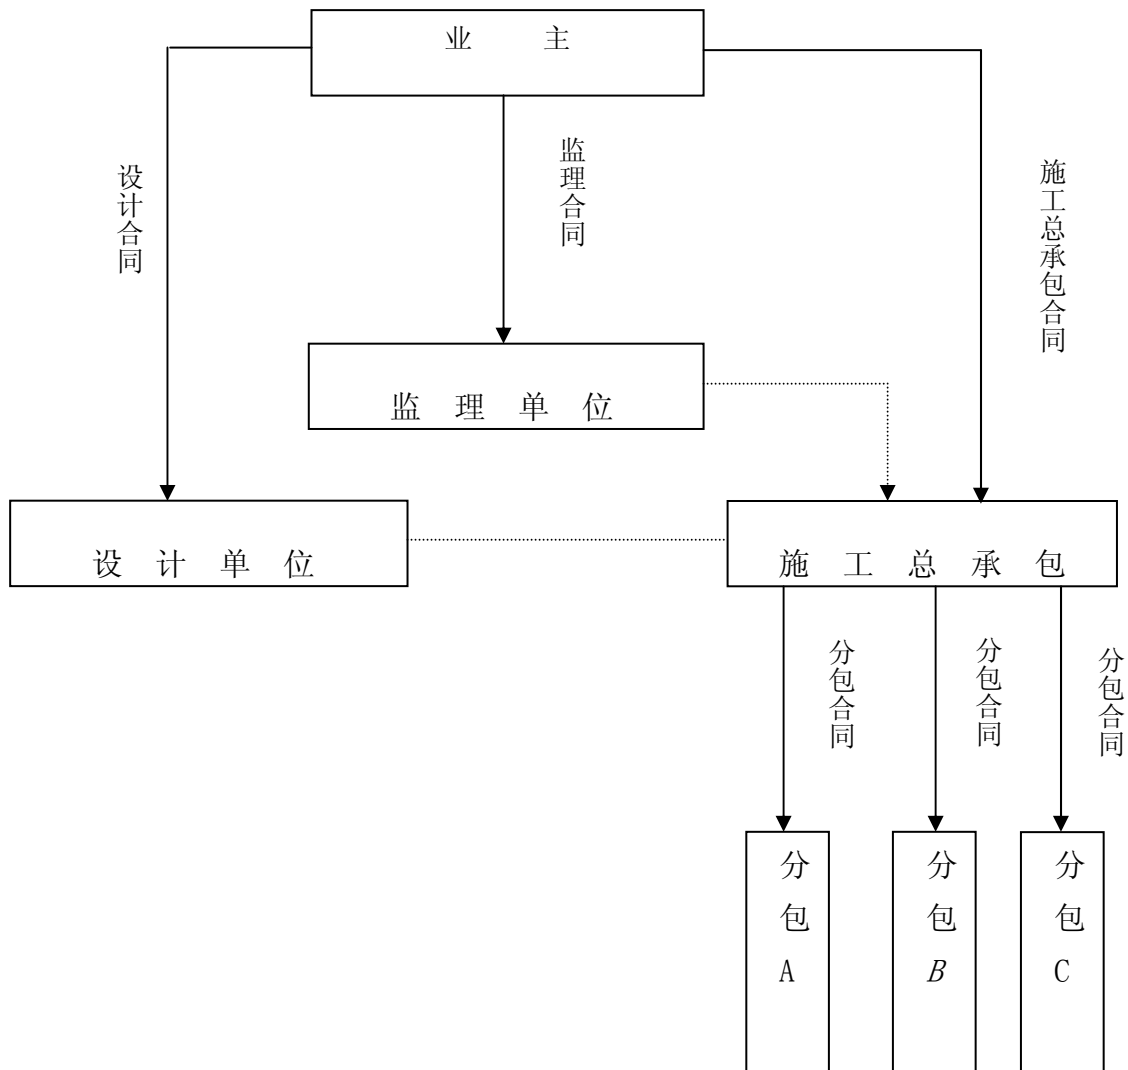 业 主
设计合同
监理合同
施工总承包合同
监 理 单 位
设 计 单 位
施 工 总 承 包
分包合同
分包合同
分包合同
分包A
分包B
分包C